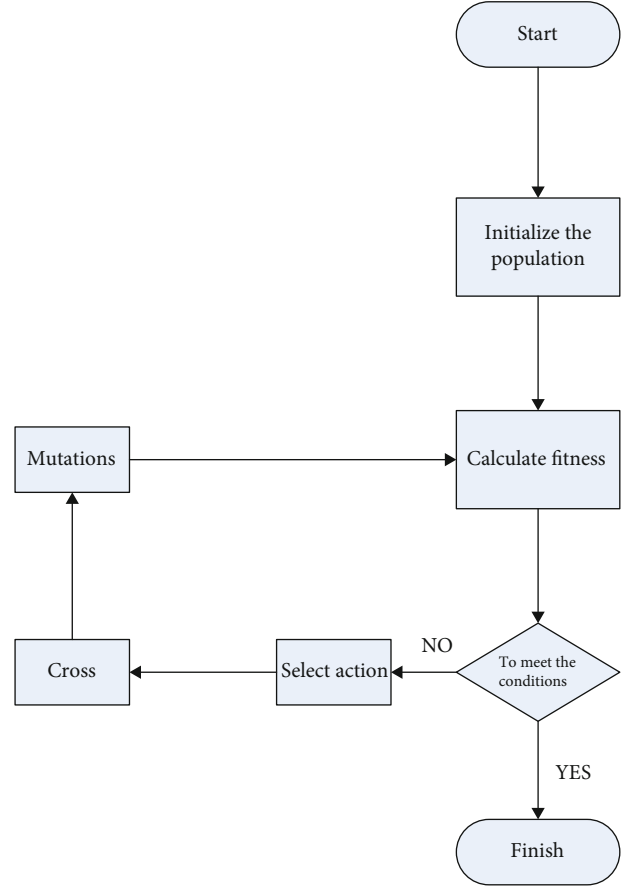 Start
Initialize the
population
Mutations
Calculate fitness
Cross
Select action
NO
To meet the
conditions
YES
Finish